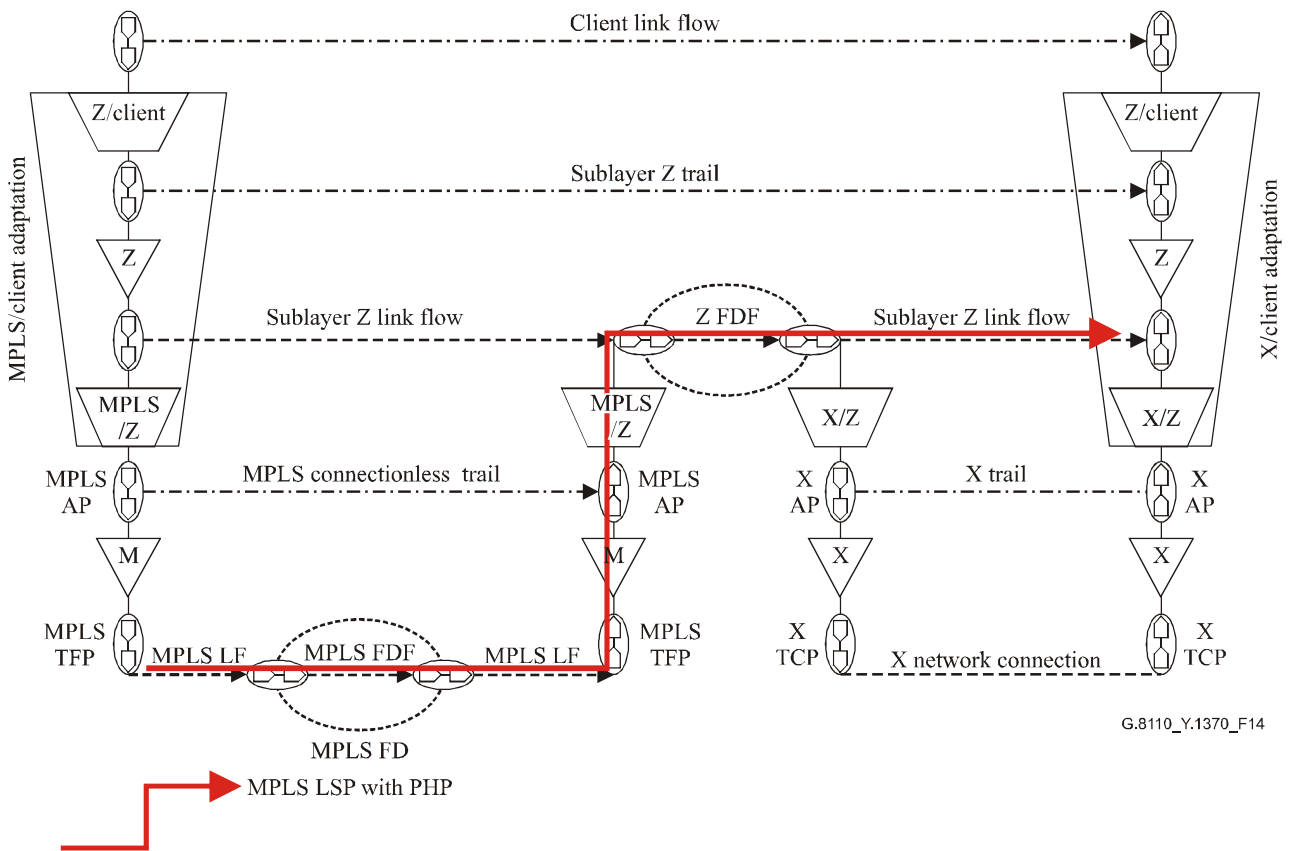 Client link flow
Z/client
Z/client
MPLS/client adaptation
X/client adaptation
Sublayer Z trail
Z
Z
Sublayer Z link flow
Z FDF
Sublayer Z link flow
MPLS
/Z
MPLS
/Z
X/Z
X/Z
MPLS
AP
MPLS connectionless trail
MPLS
AP
X
AP
X trail
X
AP
M
M
X
X
MPLS
TFP
MPLS LF
MPLS FDF
MPLS LF
MPLS
TFP
X
TCP
X network connection
X
TCP
MPLS FD
G.8110_Y.1370_F14
MPLS LSP with PHP